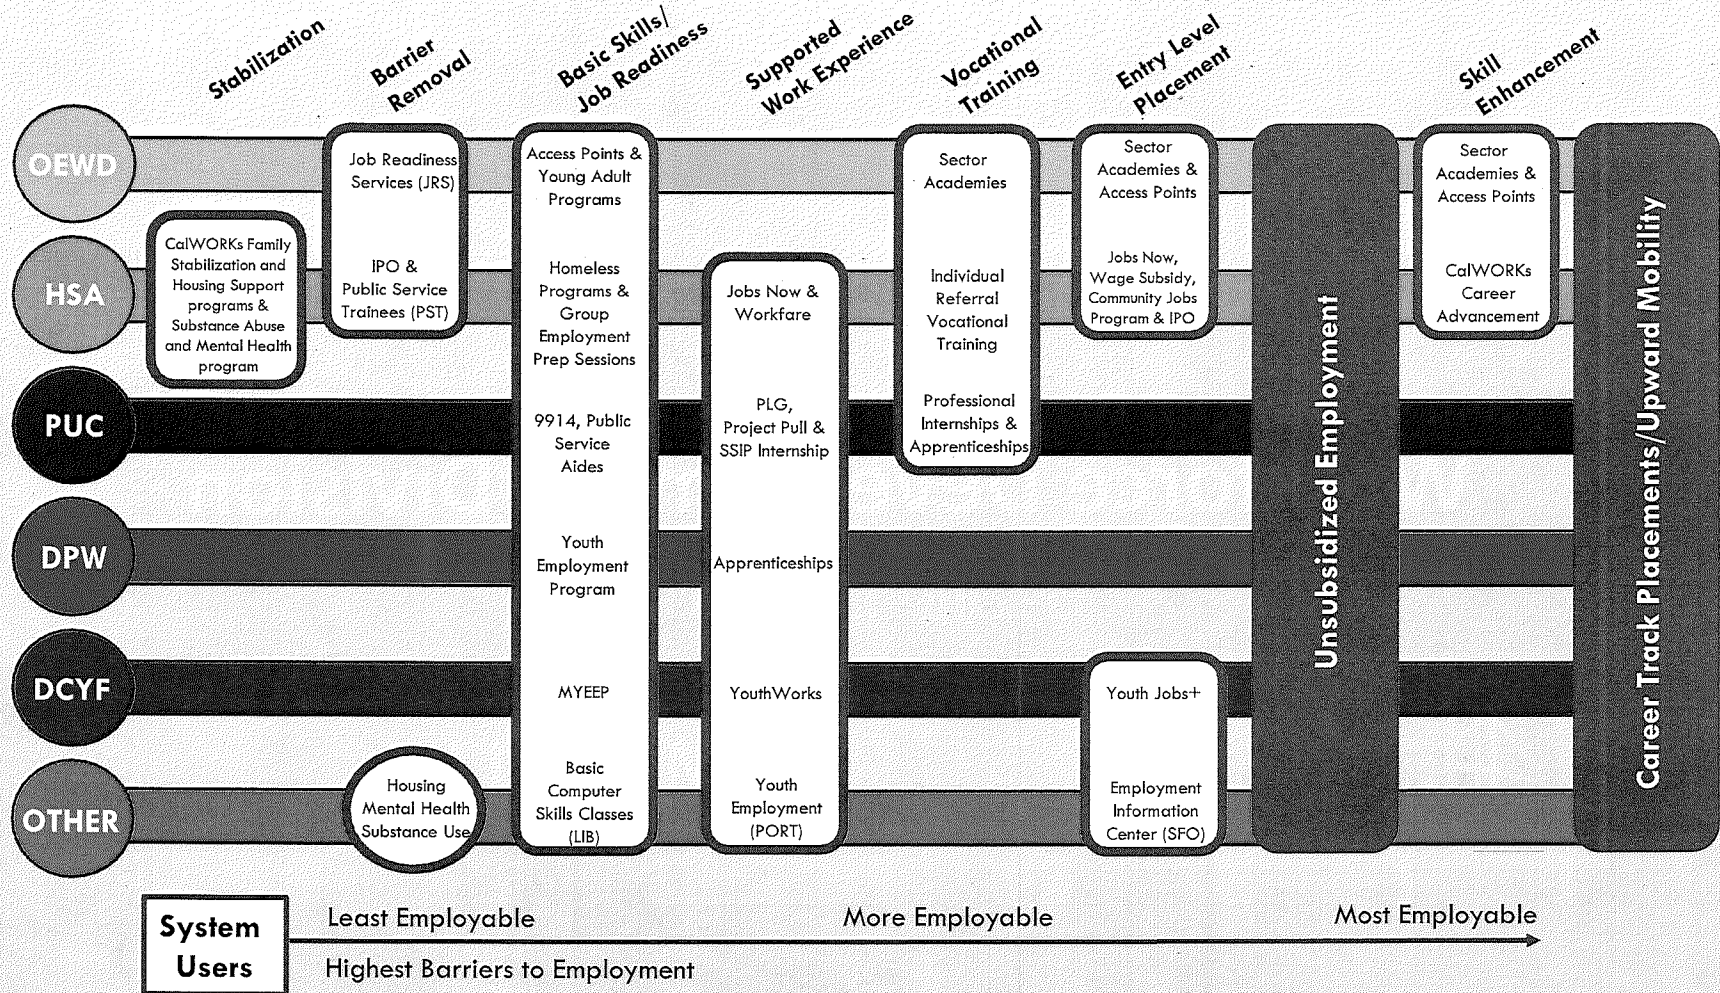 Stabilization
Barrier
Removal
Basic Skills/
Job Readiness
Supported
Work Experience
Vocational
Training
Entry Level
Placement
Skill
Enhancement
OEWD
Job Readiness
Services (JRS)
Access Points &
Young Adult
Programs
Sector
Academies
Sector
Academies &
Access Points
Sector
Academies &
Access Points
HSA
CalWORKs Family
Stabilization and
Housing Support
programs &
Substance Abuse
and Mental Health
program
IPO &
Public Service
Trainees (PST)
Homeless
Programs &
Group
Employment
Prep Sessions
Jobs Now &
Workfare
Individual
Referral
Vocational
Training
Jobs Now,
Wage Subsidy,
Community Jobs
Program & IPO
CalWORKs
Career
Advancement
PUC
9914, Public
Service
Aides
PLG,
Project Pull &
SSIP Internship
Professional
Internships &
Apprenticeships
DPW
Youth
Employment
Program
Apprenticeships
DCYF
MYEEP
YouthWorks
Youth Jobs+
OTHER
Housing
Mental Health
Substance Use
Basic
Computer
Skills Classes
(LIB)
Youth
Employment
(PORT)
Employment
Information
Center (SFO)
Unsubsidized Employment
Career Track Placements/Upward Mobility
System
Users
Least Employable
More Employable
Most Employable
Highest Barriers to Employment